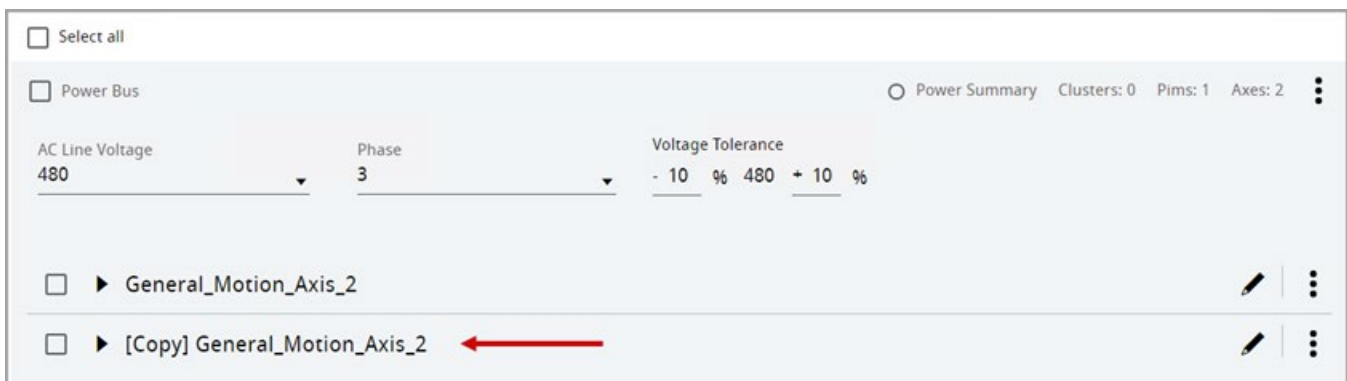 Select all
Power Bus
Power Summary Clusters: 0 Pims: 1 Axes: 2
AC Line Voltage Phase Voltage Tolerance
480 3 - 10 % 480 + 10 %
General_Motion_Axis_2
[Copy] General_Motion_Axis_2